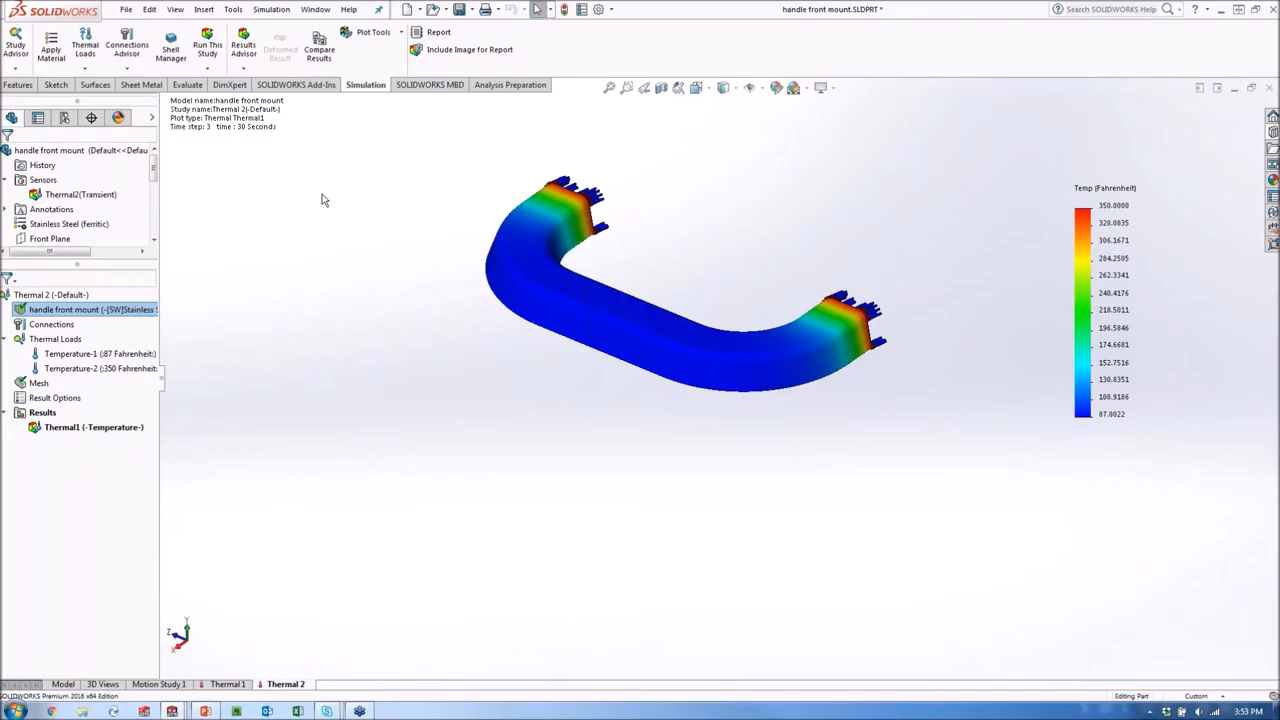 SOLIDWORKS
File Edit View Insert Tools Simulation Window Help
handle front mount.SLDPRT *
Search SOLIDWORKS Help
Study Advisor
Apply Material
Thermal Loads
Connections Advisor
Shell Manager
Run This Study
Results Advisor
Deformed Result
Compare Results
Plot Tools
Report
Include Image for Report
Features Sketch Surfaces Sheet Metal Evaluate DimXpert SOLIDWORKS Add-Ins Simulation SOLIDWORKS MBD Analysis Preparation
Model name:handle front mount
Study name:Thermal 2(-Default-)
Plot type: Thermal Thermal1
Time step: 3 time : 30 Seconds
handle front mount (Default<<Defau
History
Sensors
Thermal2(Transient)
Annotations
Stainless Steel (ferritic)
Front Plane
Thermal 2 (-Default-)
handle front mount (-[SW]Stainless S
Connections
Thermal Loads
Temperature-1 (:87 Fahrenheit:)
Temperature-2 (:350 Fahrenheit:
Mesh
Result Options
Results
Thermal1 (-Temperature-)
Temp (Fahrenheit)
350.0000
328.0835
306.1671
284.2505
262.3341
240.4176
218.5011
196.5846
174.6681
152.7516
130.8351
108.9186
87.0022
Y
Z
X
Model 3D Views Motion Study 1 Thermal 1 Thermal 2
SOLIDWORKS Premium 2016 x64 Edition
Editing Part Custom
3:53 PM